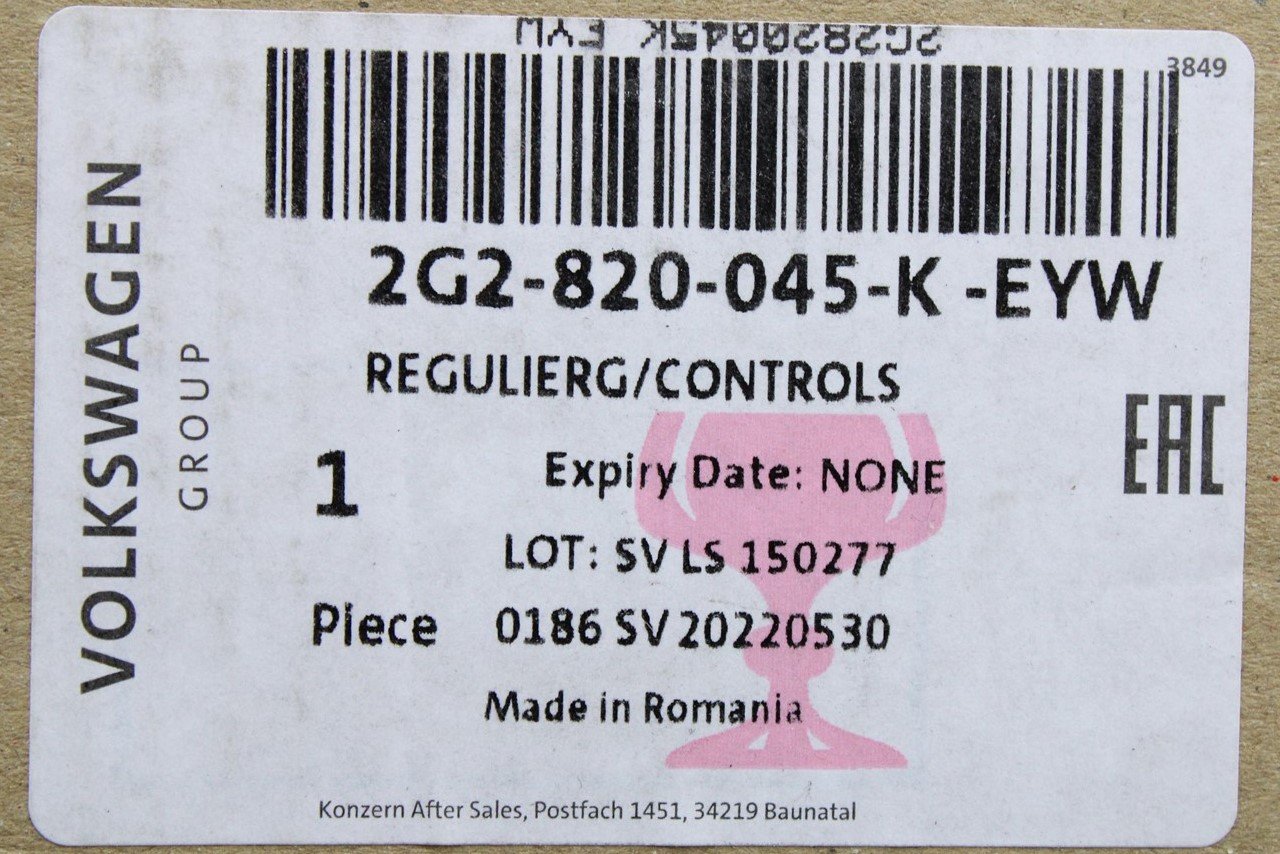 2G2820045K EYW
3849
VOLKSWAGEN
GROUP
2G2-820-045-K -EYW
REGULIERG/CONTROLS
EAC
1
Expiry Date: NONE
LOT: SV LS 150277
Piece
0186 SV 20220530
Made in Romania
Konzern After Sales, Postfach 1451, 34219 Baunatal